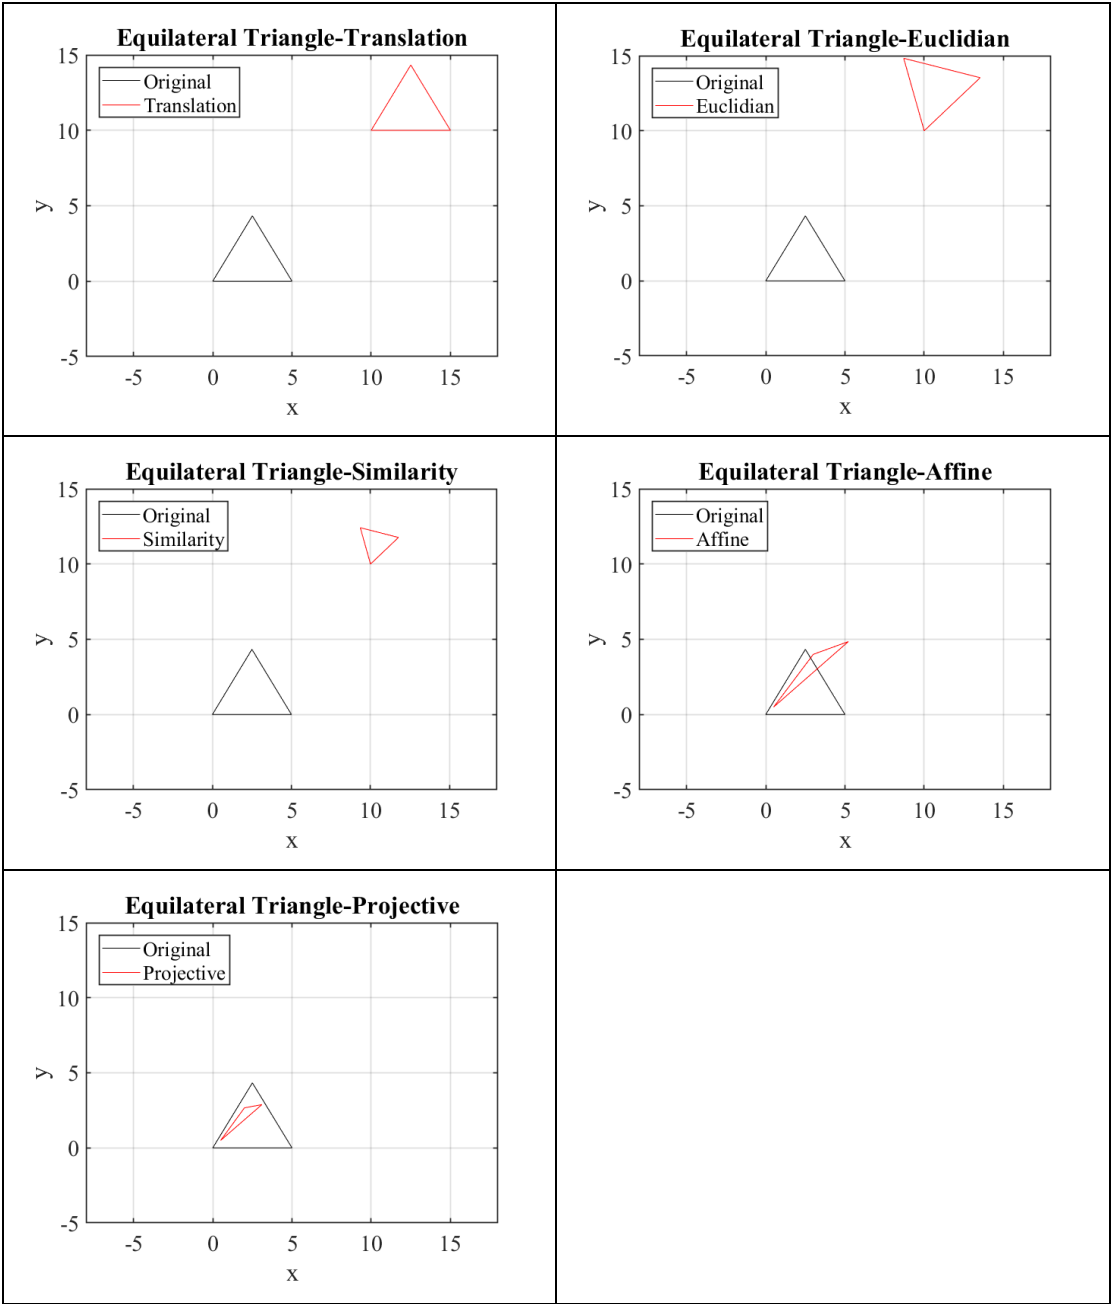 Equilateral Triangle-Translation
15
Original
Translation
10
y
5
0
-5
-5 0 5 10 15
x
Equilateral Triangle-Euclidian
15
Original
Euclidian
10
y
5
0
-5
-5 0 5 10 15
x
Equilateral Triangle-Similarity
15
Original
Similarity
10
y
5
0
-5
-5 0 5 10 15
x
Equilateral Triangle-Affine
15
Original
Affine
10
y
5
0
-5
-5 0 5 10 15
x
Equilateral Triangle-Projective
15
Original
Projective
10
y
5
0
-5
-5 0 5 10 15
x